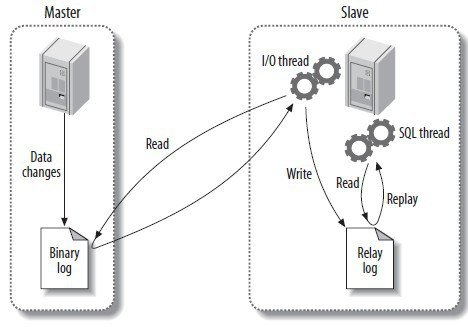 Master
Slave
I/O thread
SQL thread
Data
changes
Read
Write
Read
Replay
Binary
log
Relay
log